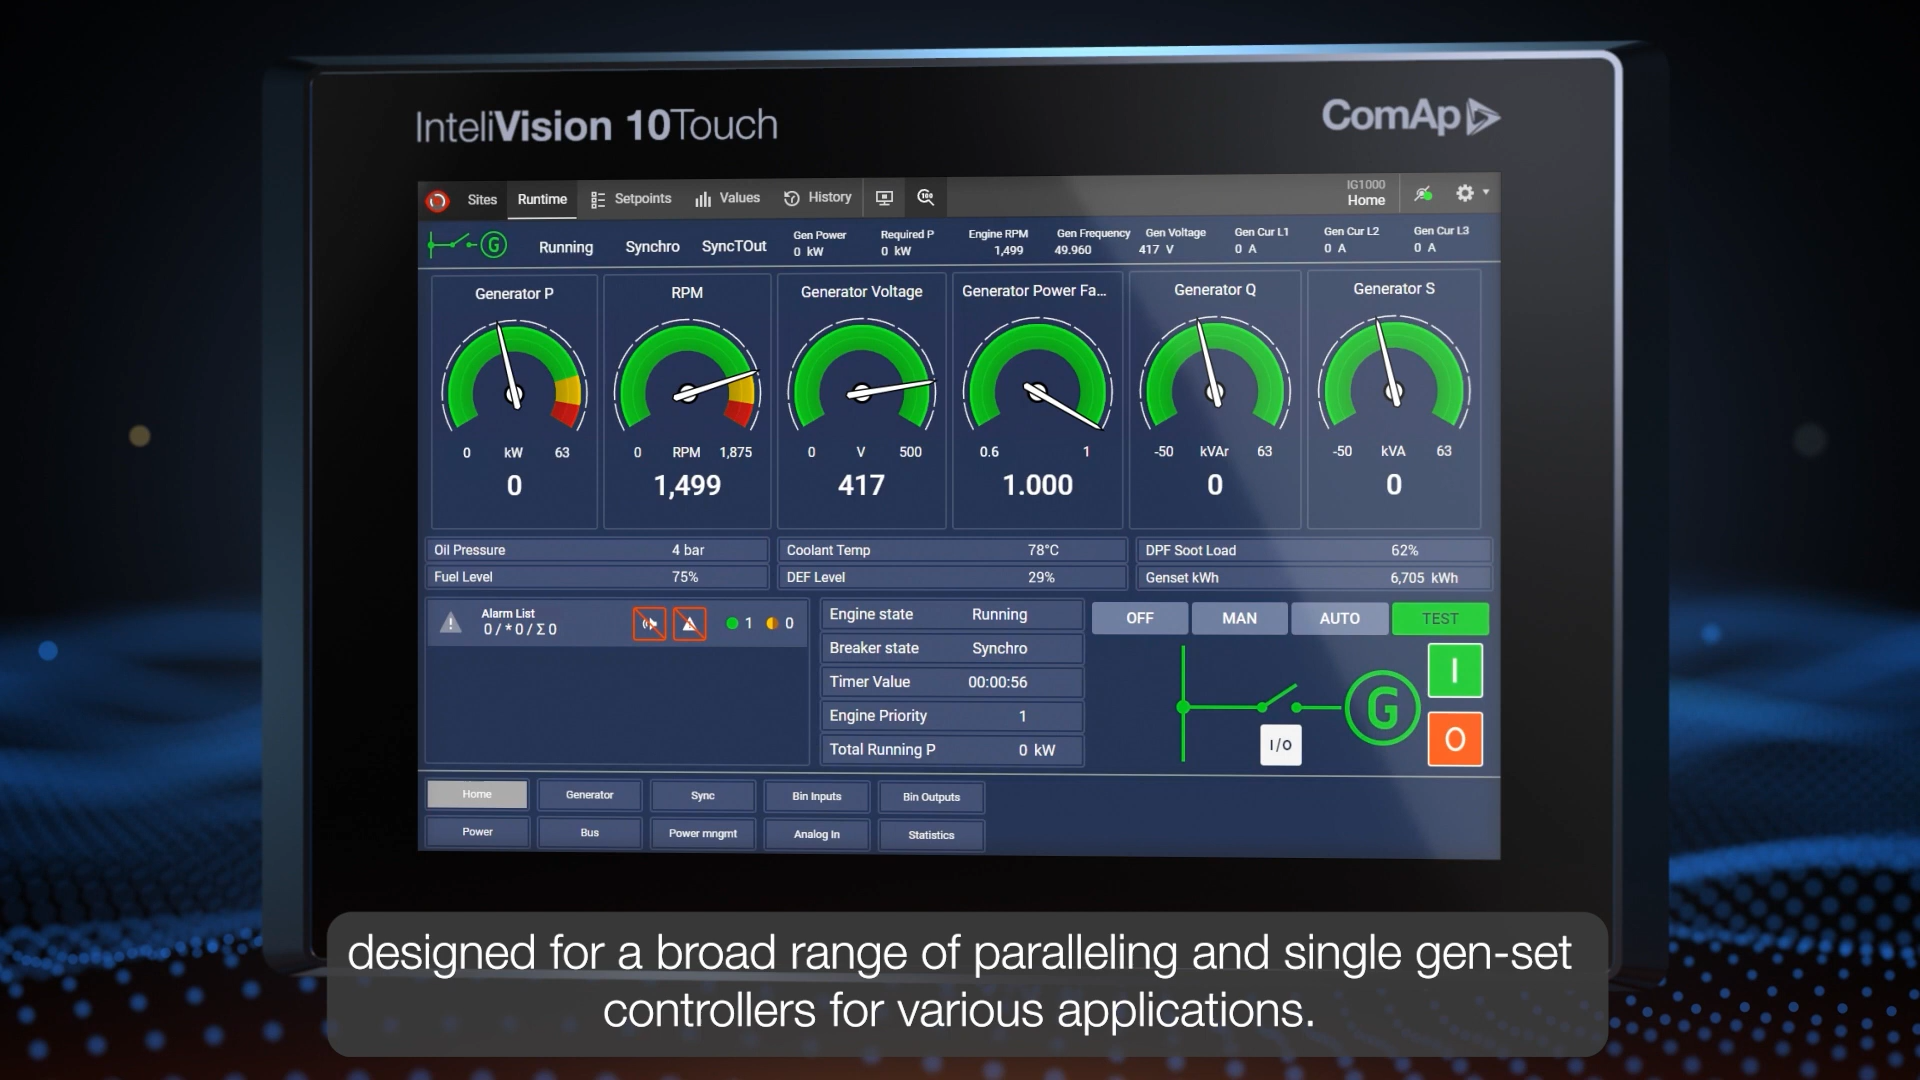 InteliVision 10Touch
ComAp
Sites Runtime Setpoints Values History
IG1000
Home
Running Synchro SyncTOut
Gen Power Required P Engine RPM Gen Frequency Gen Voltage Gen Cur L1 Gen Cur L2 Gen Cur L3
0 kW 0 kW 1,499 49.960 417 V 0 A 0 A 0 A
Generator P RPM Generator Voltage Generator Power Fa... Generator Q Generator S
0 kW 63 0 RPM 1,875 0 V 500 0.6 1 -50 kVAr 63 -50 kVA 63
0 1,499 417 1.000 0 0
Oil Pressure 4 bar Coolant Temp 78°C DPF Soot Load 62%
Fuel Level 75% DEF Level 29% Genset kWh 6,705 kWh
Alarm List
0 / * 0 / Σ 0
1 0
Engine state Running
Breaker state Synchro
Timer Value 00:00:56
Engine Priority 1
Total Running P 0 kW
OFF MAN AUTO TEST
I
G
I/O
O
Home Generator Sync Bin Inputs Bin Outputs
Power Bus Power mngmt Analog In Statistics
designed for a broad range of paralleling and single gen-set
controllers for various applications.